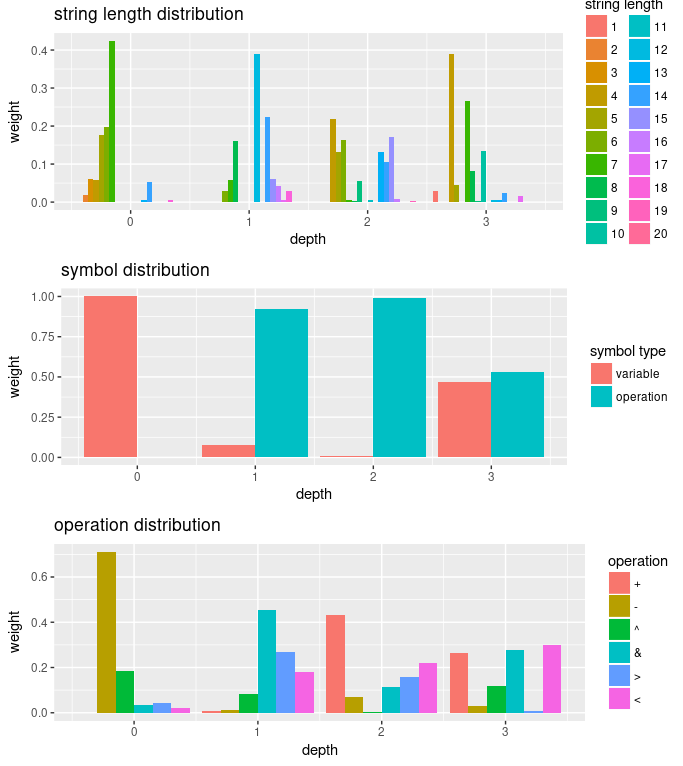 string length distribution
string length
weight
0.4
0.3
0.2
0.1
0.0
0 1 2 3
depth
1 11
2 12
3 13
4 14
5 15
6 16
7 17
8 18
9 19
10 20
symbol distribution
weight
1.00
0.75
0.50
0.25
0.00
0 1 2 3
depth
symbol type
variable
operation
operation distribution
weight
0.6
0.4
0.2
0.0
0 1 2 3
depth
operation
+
-
^
&
>
<